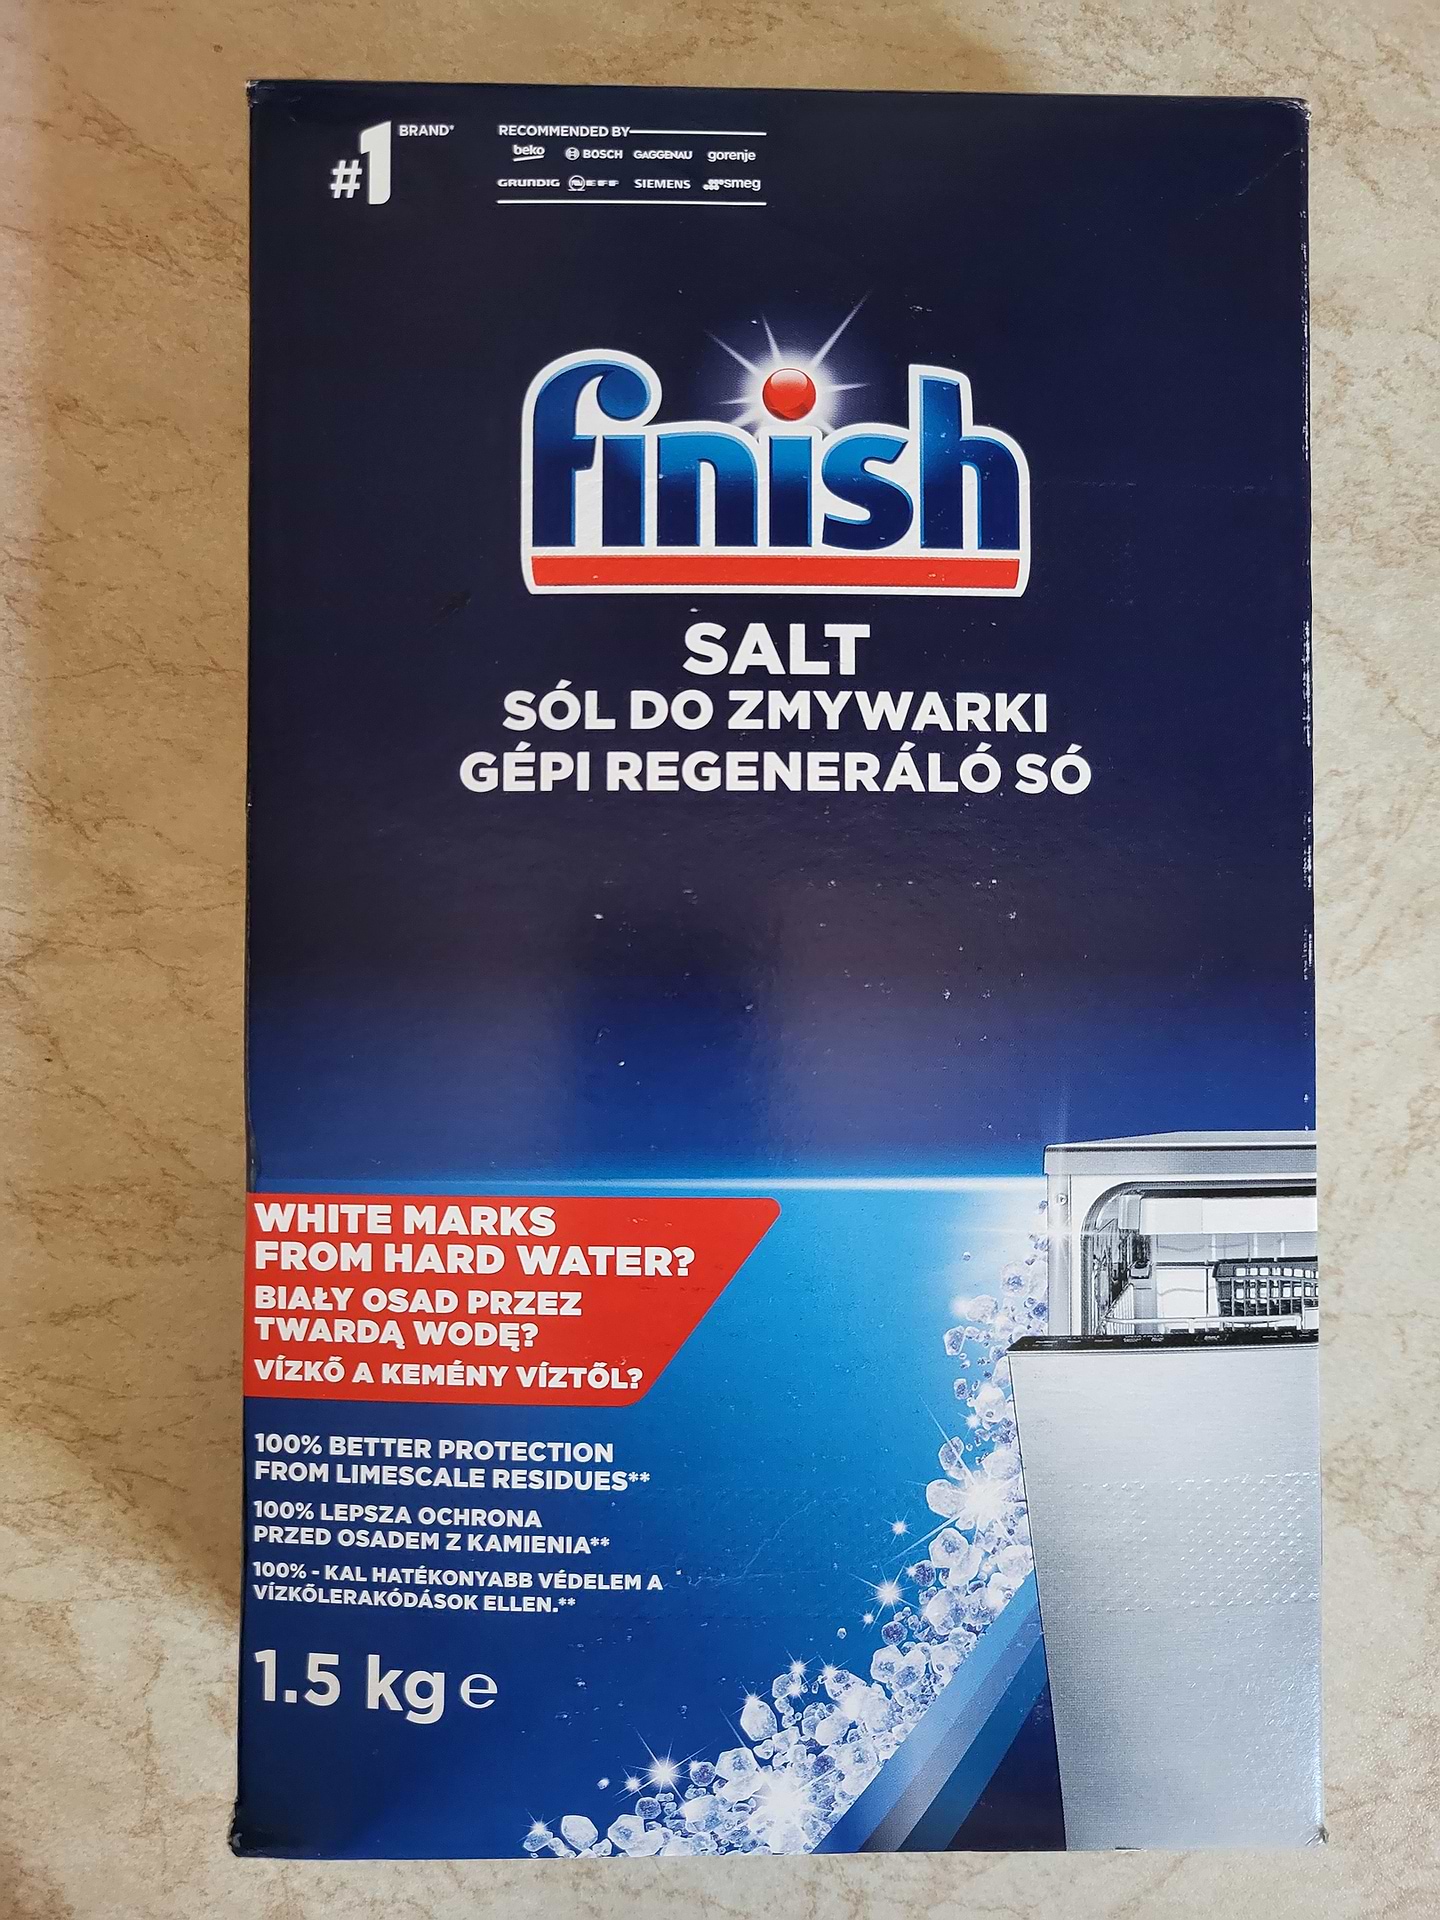 #1 BRAND*
RECOMMENDED BY
beko BOSCH GAGGENAU gorenje
GRUNDIG NEFF SIEMENS smeg
finish
SALT
SÓL DO ZMYWARKI
GÉPI REGENERÁLÓ SÓ
WHITE MARKS
FROM HARD WATER?
BIAŁY OSAD PRZEZ
TWARDĄ WODĘ?
VÍZKŐ A KEMÉNY VÍZTŐL?
100% BETTER PROTECTION
FROM LIMESCALE RESIDUES**
100% LEPSZA OCHRONA
PRZED OSADEM Z KAMIENIA**
100% - KAL HATÉKONYABB VÉDELEM A
VÍZKŐLERAKÓDÁSOK ELLEN.**
1.5 kg e